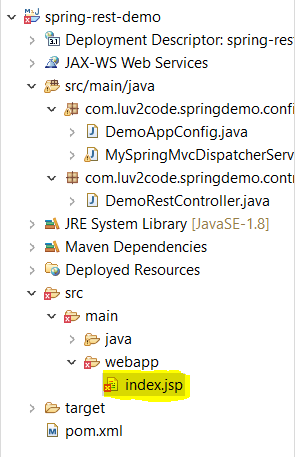 spring-rest-demo
Deployment Descriptor: spring-rest
JAX-WS Web Services
src/main/java
com.luv2code.springdemo.confi
DemoAppConfig.java
MySpringMvcDispatcherServ
com.luv2code.springdemo.contr
DemoRestController.java
JRE System Library [JavaSE-1.8]
Maven Dependencies
Deployed Resources
src
main
java
webapp
index.jsp
target
pom.xml